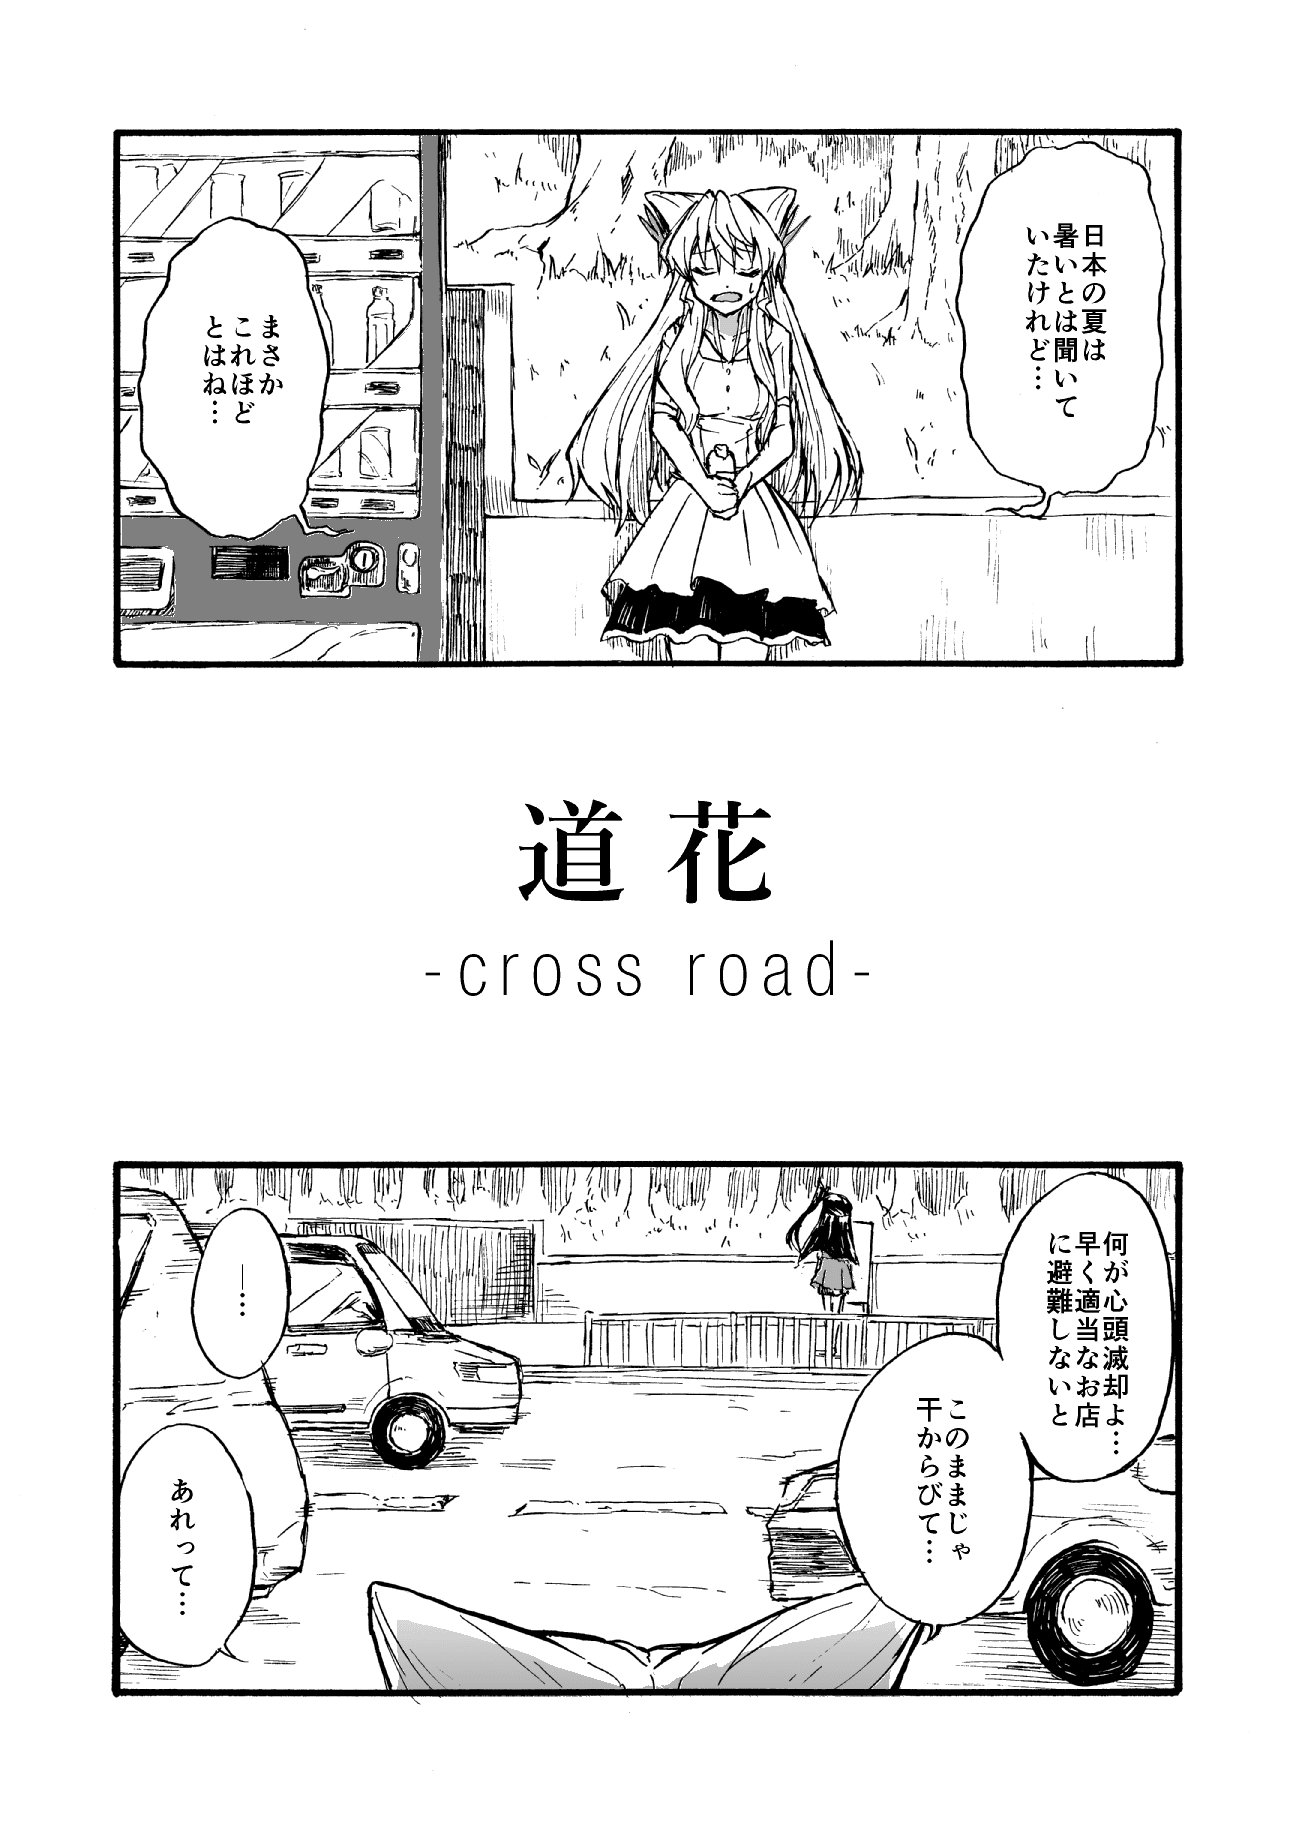 日本の夏は
暑いとは聞いて
いたけれど…
まさか
これほど
とはね…
道花
-cross road-
何が心頭滅却よ…
早く適当なお店
に避難しないと
このままじゃ
干からびて…
―…
あれって…